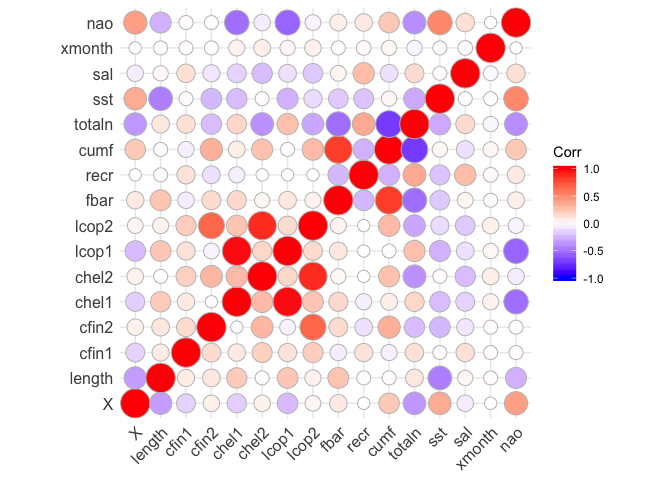 nao
xmonth
sal
sst
totaln
cumf
recr
fbar
lcop2
lcop1
chel2
chel1
cfin2
cfin1
length
X
X
length
cfin1
cfin2
chel1
chel2
lcop1
lcop2
fbar
recr
cumf
totaln
sst
sal
xmonth
nao
Corr
1.0
0.5
0.0
-0.5
-1.0